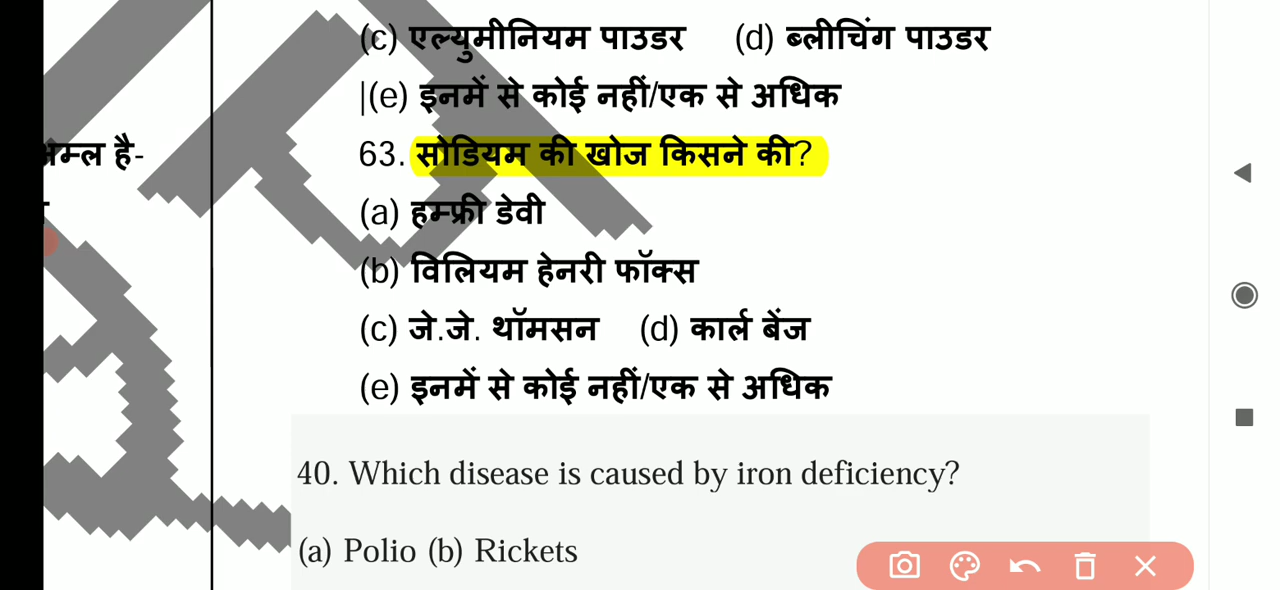 (c) एल्युमीनियम पाउडर (d) ब्लीचिंग पाउडर
|(e) इनमें से कोई नहीं/एक से अधिक
अम्ल है-
63. सोडियम की खोज किसने की?
(a) हम्फ्री डेवी
(b) विलियम हेनरी फॉक्स
(c) जे.जे. थॉमसन (d) कार्ल बेंज
(e) इनमें से कोई नहीं/एक से अधिक
40. Which disease is caused by iron deficiency?
(a) Polio (b) Rickets